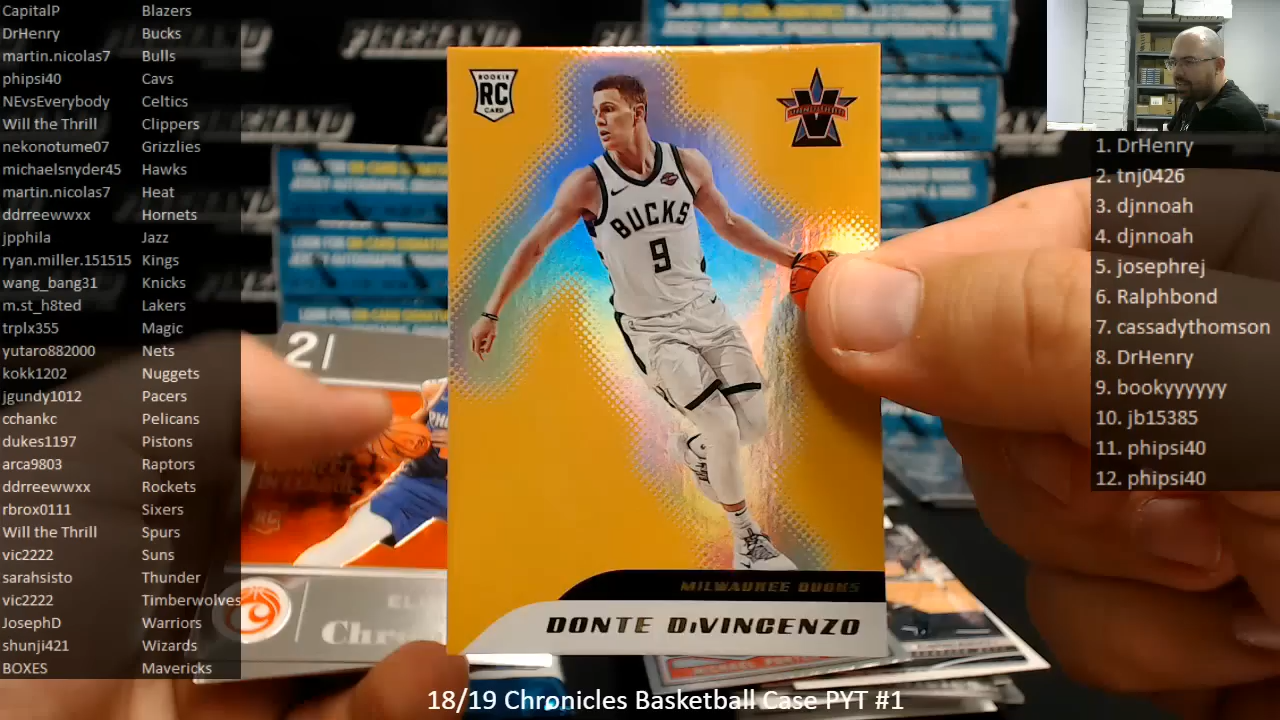 CapitalP Blazers
DrHenry Bucks
martin.nicolas7 Bulls
phipsi40 Cavs
NEvsEverybody Celtics
Will the Thrill Clippers
nekonotume07 Grizzlies
michaelsnyder45 Hawks
martin.nicolas7 Heat
ddrreewwxx Hornets
jpphila Jazz
ryan.miller.151515 Kings
wang_bang31 Knicks
m.st_h8ted Lakers
trplx355 Magic
yutaro882000 Nets
kokk1202 Nuggets
jgundy1012 Pacers
cchankc Pelicans
dukes1197 Pistons
arca9803 Raptors
ddrreewwxx Rockets
rbrox0111 Sixers
Will the Thrill Spurs
vic2222 Suns
sarahsisto Thunder
vic2222 Timberwolves
JosephD Warriors
shunji421 Wizards
BOXES Mavericks
ROOKIE
RC
CARD
V
BUCKS
9
MILWAUKEE BUCKS
DONTE DiVINCENZO
2
RC
Chr
1. DrHenry
2. tnj0426
3. djnnoah
4. djnnoah
5. josephrej
6. Ralphbond
7. cassadythomson
8. DrHenry
9. bookyyyyyy
10. jb15385
11. phipsi40
12. phipsi40
18/19 Chronicles Basketball Case PYT #1